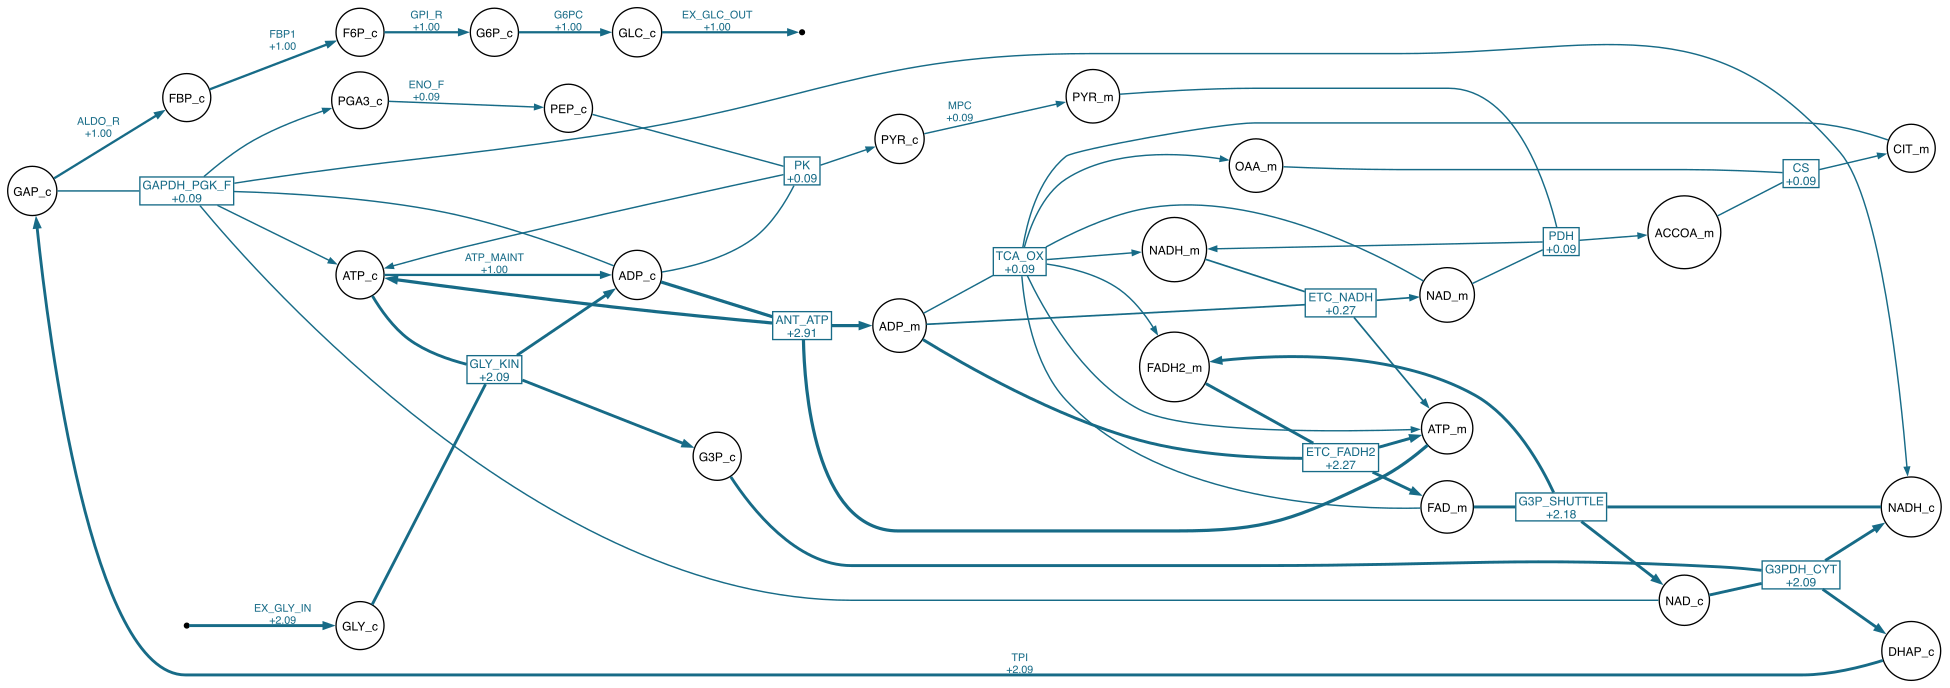 GPI_R
+1.00
G6PC
+1.00
EX_GLC_OUT
+1.00
FBP1
+1.00
F6P_c
G6P_c
GLC_c
FBP_c
PGA3_c
ENO_F
+0.09
PEP_c
PYR_m
MPC
+0.09
ALDO_R
+1.00
PYR_c
CIT_m
OAA_m
PK
+0.09
CS
+0.09
GAP_c
GAPDH_PGK_F
+0.09
ACCOA_m
NADH_m
PDH
+0.09
TCA_OX
+0.09
ATP_c
ATP_MAINT
+1.00
ADP_c
NAD_m
ETC_NADH
+0.27
ANT_ATP
+2.91
ADP_m
GLY_KIN
+2.09
FADH2_m
ATP_m
G3P_c
ETC_FADH2
+2.27
FAD_m
G3P_SHUTTLE
+2.18
NADH_c
G3PDH_CYT
+2.09
NAD_c
EX_GLY_IN
+2.09
GLY_c
DHAP_c
TPI
+2.09